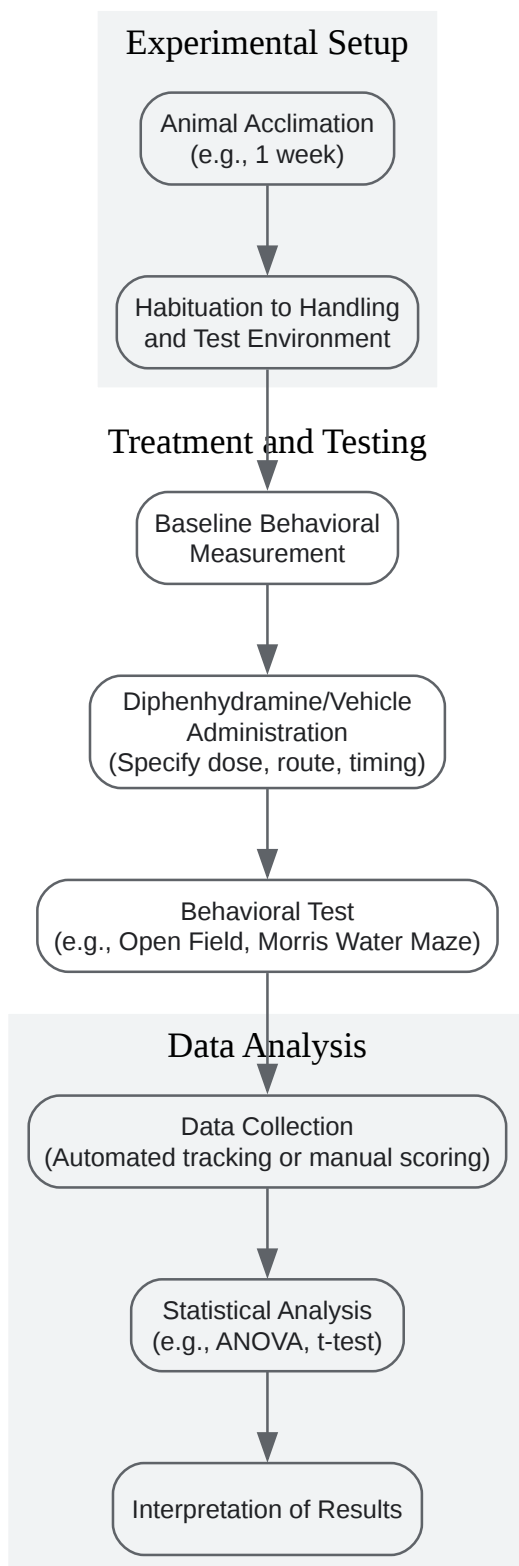 Experimental Setup
Animal Acclimation
(e.g., 1 week)
Habituation to Handling
and Test Environment
Treatment and Testing
Baseline Behavioral
Measurement
Diphenhydramine/Vehicle
Administration
(Specify dose, route, timing)
Behavioral Test
(e.g., Open Field, Morris Water Maze)
Data Analysis
Data Collection
(Automated tracking or manual scoring)
Statistical Analysis
(e.g., ANOVA, t-test)
Interpretation of Results